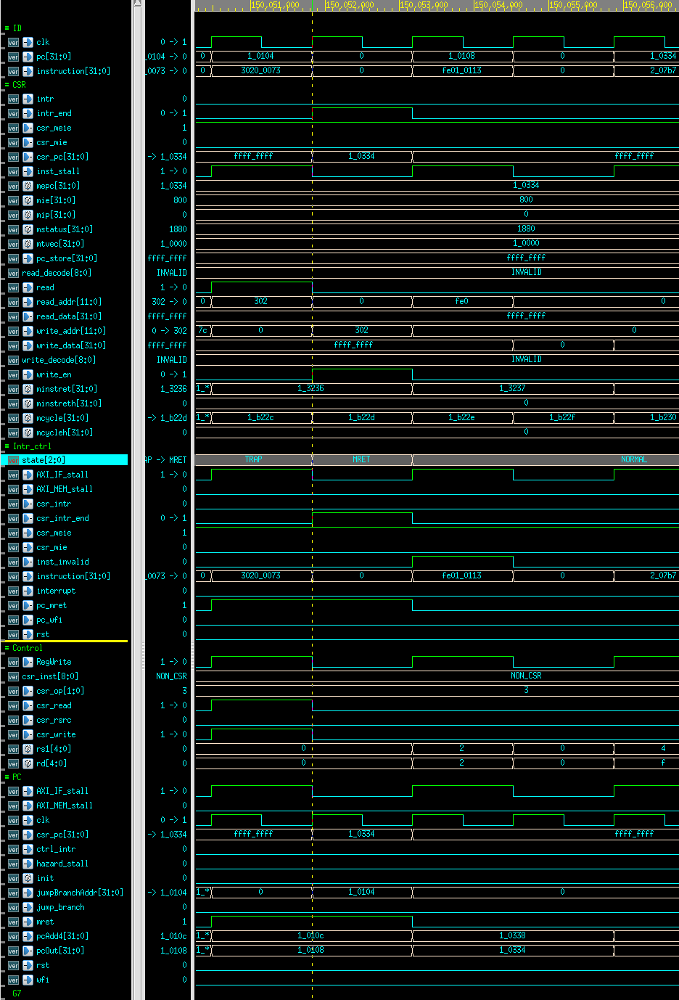 150,051,000 150,052,000 150,053,000 150,054,000 150,055,000 150,056,000
= ID
ver clk 0 -> 1
ver pc[31:0] _0104 -> 0 0 1_0104 0 1_0108 0 1_0334
ver instruction[31:0] _0073 -> 0 0 3020_0073 0 fe01_0113 0 2_07b7
= CSR
ver intr 0
ver intr_end 0 -> 1
ver csr_meie 1
ver csr_mie 0
ver csr_pc[31:0] -> 1_0334 ffff_ffff 1_0334 ffff_ffff
ver inst_stall 1 -> 0
ver mepc[31:0] 1_0334 1_0334
ver mie[31:0] 800 800
ver mip[31:0] 0 0
ver mstatus[31:0] 1880 1880
ver mtvec[31:0] 1_0000 1_0000
ver pc_store[31:0] ffff_ffff ffff_ffff
ver read_decode[8:0] INVALID INVALID
ver read 1 -> 0
ver read_addr[11:0] 302 -> 0 0 302 0 fe0 0
ver read_data[31:0] ffff_ffff ffff_ffff
ver write_addr[11:0] 0 -> 302 7c 0 302 0
ver write_data[31:0] ffff_ffff ffff_ffff 0
ver write_decode[8:0] INVALID INVALID
ver write_en 0 -> 1
ver minstret[31:0] 1_3236 1_* 1_3236 1_3237
ver minstreth[31:0] 0 0
ver mcycle[31:0] -> 1_b22d 1_* 1_b22c 1_b22d 1_b22e 1_b22f 1_b230
ver mcycleh[31:0] 0 0
= Intr_ctrl
ver state[2:0] AP -> MRET TRAP MRET NORMAL
ver AXI_IF_stall 1 -> 0
ver AXI_MEM_stall 0
ver csr_intr 0
ver csr_intr_end 0 -> 1
ver csr_meie 1
ver csr_mie 0
ver inst_invalid 0
ver instruction[31:0] _0073 -> 0 0 3020_0073 0 fe01_0113 0 2_07b7
ver interrupt 0
ver pc_mret 1
ver pc_wfi 0
ver rst 0
= Control
ver RegWrite 1 -> 0
ver csr_inst[8:0] NON_CSR NON_CSR
ver csr_op[1:0] 3 3
ver csr_read 1 -> 0
ver csr_rsrc 0
ver csr_write 1 -> 0
ver rs1[4:0] 0 0 2 0 4
ver rd[4:0] 0 0 2 0 f
= PC
ver AXI_IF_stall 1 -> 0
ver AXI_MEM_stall 0
ver clk 0 -> 1
ver csr_pc[31:0] -> 1_0334 ffff_ffff 1_0334 ffff_ffff
ver ctrl_intr 0
ver hazard_stall 0
ver init 0
ver jumpBranchAddr[31:0] -> 1_0104 1_* 0 1_0104 0
ver jump_branch 0
ver mret 1
ver pcAdd4[31:0] 1_010c 1_* 1_010c 1_0338
ver pcOut[31:0] 1_0108 1_* 1_0108 1_0334
ver rst 0
ver wfi 0
G7